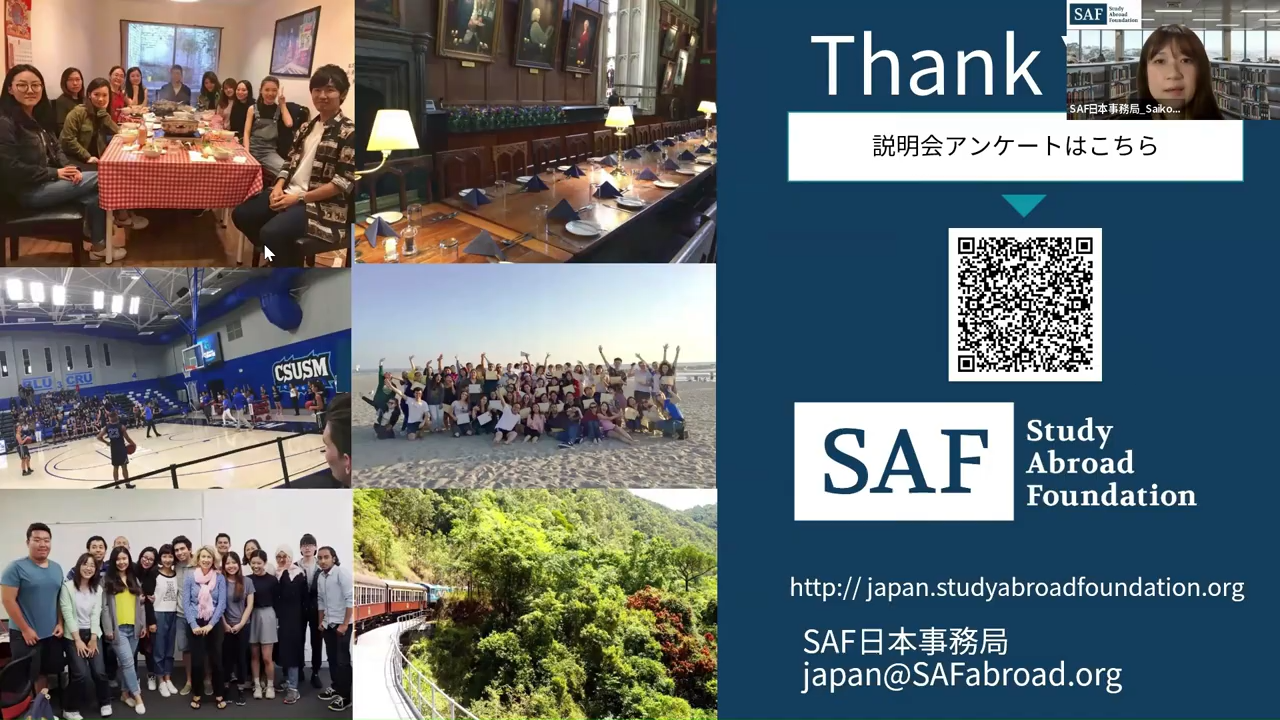 Thank
SAF Study
Abroad
Foundation
SAF日本事務局_Saiko...
説明会アンケートはこちら
BLU CRU
CSUSM
SAF
Study
Abroad
Foundation
http:// japan.studyabroadfoundation.org
SAF日本事務局
japan@SAFabroad.org